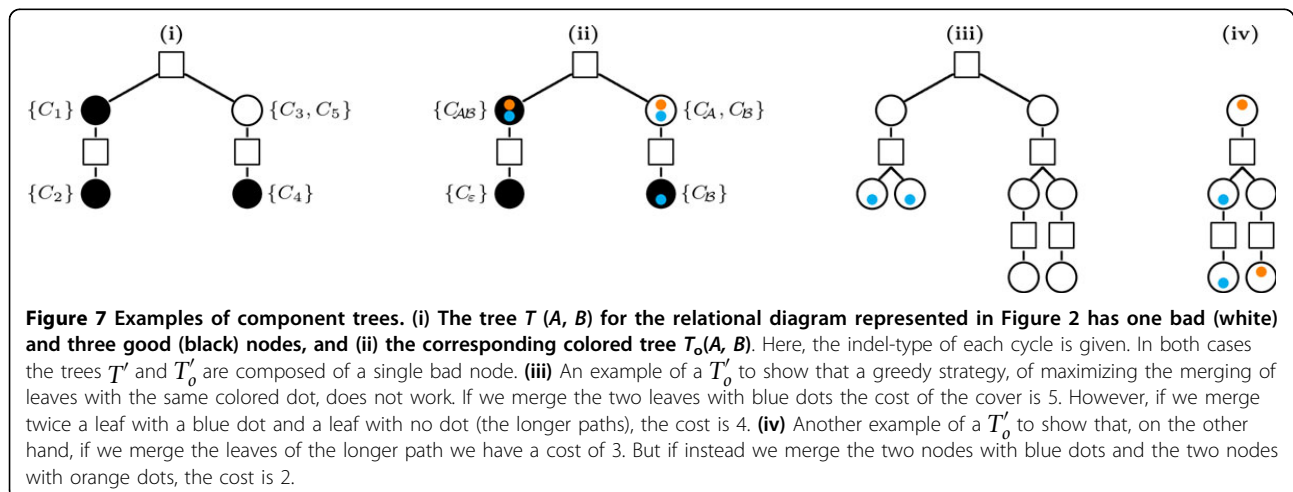 (i) (ii) (iii) (iv)
{C₁} {C₃, C₅} {C_AB} {C_A, C_B}
{C₂} {C₄} {C_ε} {C_B}
Figure 7 Examples of component trees. (i) The tree T (A, B) for the relational diagram represented in Figure 2 has one bad (white)
and three good (black) nodes, and (ii) the corresponding colored tree Tₒ(A, B). Here, the indel-type of each cycle is given. In both cases
the trees T′ and T′ₒ are composed of a single bad node. (iii) An example of a T′ₒ to show that a greedy strategy, of maximizing the merging of
leaves with the same colored dot, does not work. If we merge the two leaves with blue dots the cost of the cover is 5. However, if we merge
twice a leaf with a blue dot and a leaf with no dot (the longer paths), the cost is 4. (iv) Another example of a T′ₒ to show that, on the other
hand, if we merge the leaves of the longer path we have a cost of 3. But if instead we merge the two nodes with blue dots and the two nodes
with orange dots, the cost is 2.